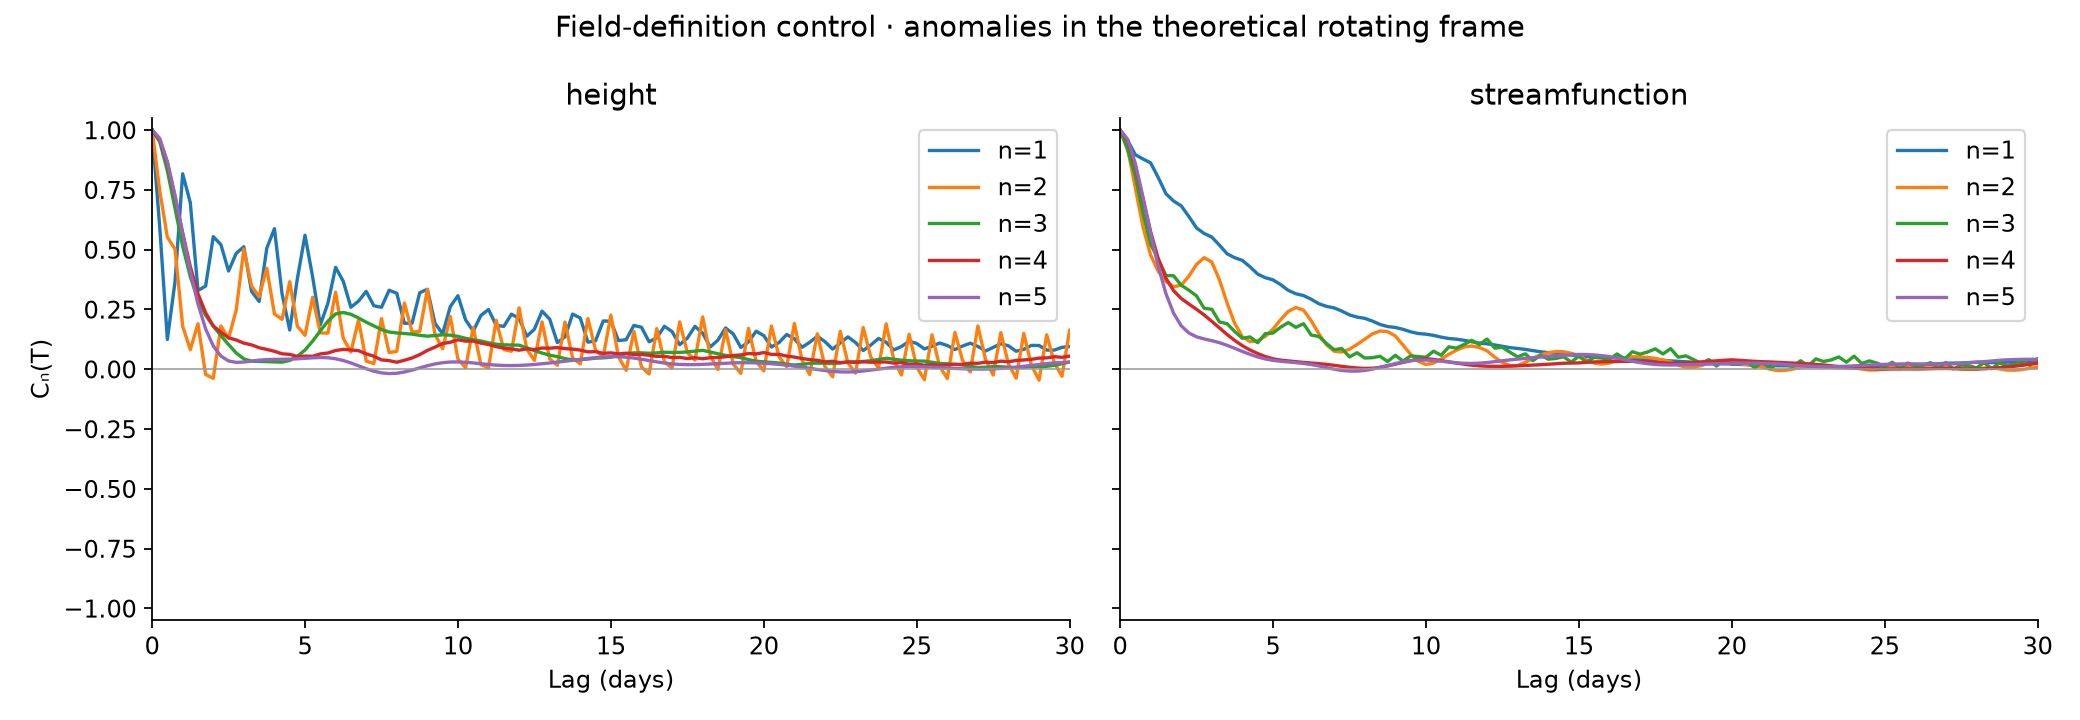 Field-definition control · anomalies in the theoretical rotating frame
height
streamfunction
Cₙ(T)
1.00
0.75
0.50
0.25
0.00
−0.25
−0.50
−0.75
−1.00
n=1
n=2
n=3
n=4
n=5
n=1
n=2
n=3
n=4
n=5
0 5 10 15 20 25 30
0 5 10 15 20 25 30
Lag (days)
Lag (days)